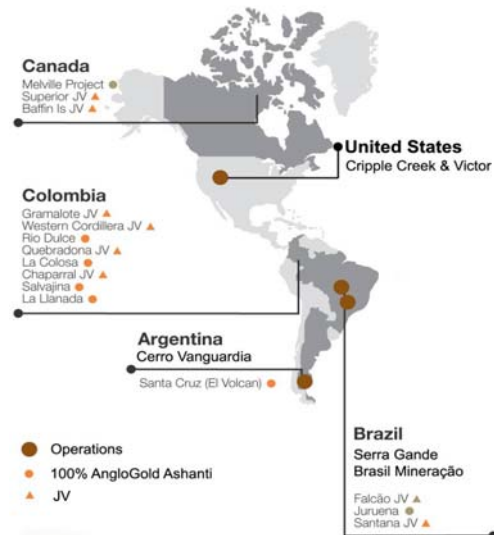 Canada
Melville Project
Superior JV
Baffin Is JV
United States
Cripple Creek & Victor
Colombia
Gramalote JV
Western Cordillera JV
Rio Dulce
Quebradona JV
La Colosa
Chaparral JV
Salvajina
La Llanada
Argentina
Cerro Vanguardia
Santa Cruz (El Volcan)
Operations
100% AngloGold Ashanti
JV
Brazil
Serra Gande
Brasil Mineração
Falcão JV
Juruena
Santana JV